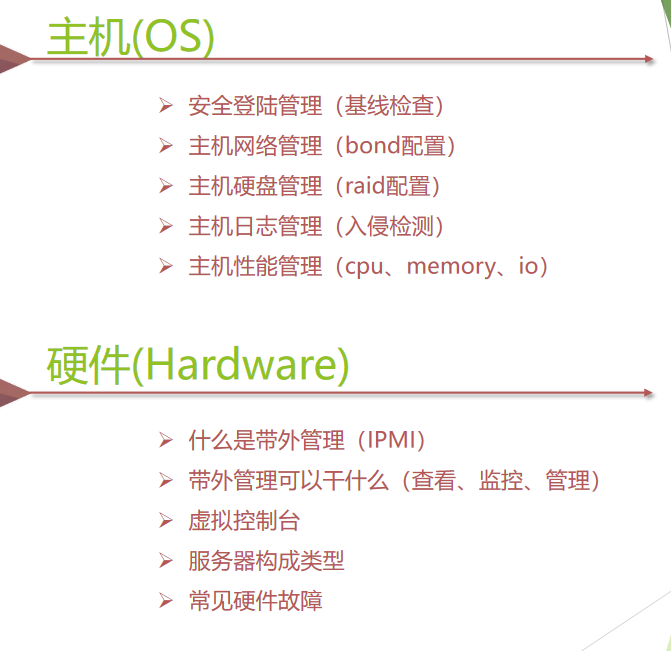 主机(OS)
安全登陆管理（基线检查）
主机网络管理（bond配置）
主机硬盘管理（raid配置）
主机日志管理（入侵检测）
主机性能管理（cpu、memory、io）
硬件(Hardware)
什么是带外管理（IPMI）
带外管理可以干什么（查看、监控、管理）
虚拟控制台
服务器构成类型
常见硬件故障